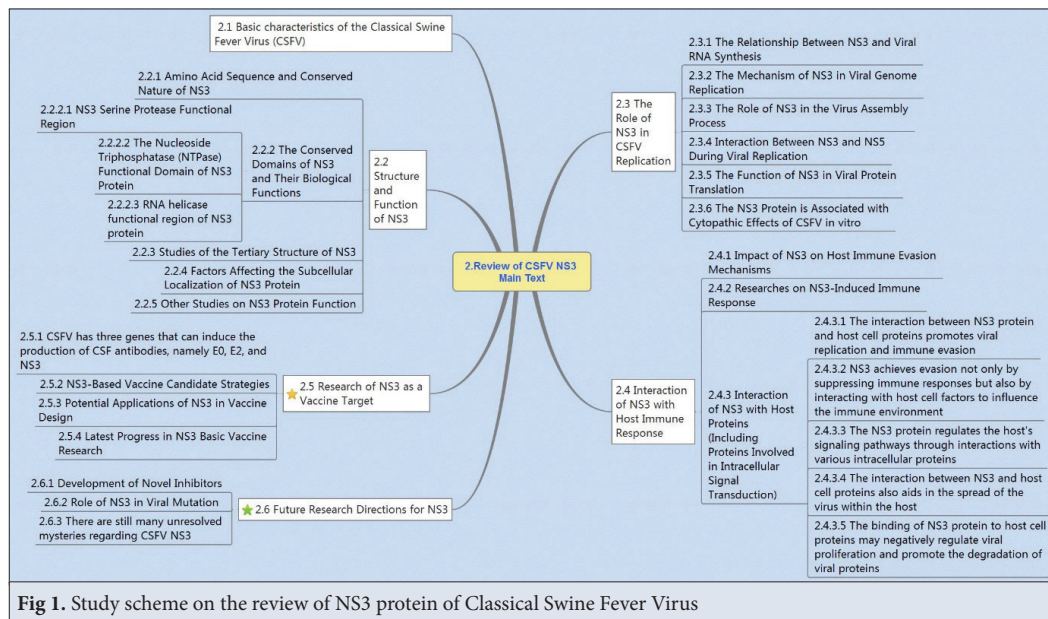 2.1 Basic characteristics of the Classical Swine
Fever Virus (CSFV)
2.2.1 Amino Acid Sequence and Conserved
Nature of NS3
2.2.2.1 NS3 Serine Protease Functional
Region
2.2.2.2 The Nucleoside
Triphosphatase (NTPase)
Functional Domain of NS3
Protein
2.2.2.3 RNA helicase
functional region of NS3
protein
2.2.2 The Conserved
Domains of NS3
and Their Biological
Functions
2.2.3 Studies of the Tertiary Structure of NS3
2.2.4 Factors Affecting the Subcellular
Localization of NS3 Protein
2.2.5 Other Studies on NS3 Protein Function
2.2
Structure
and
Function
of NS3
2.5.1 CSFV has three genes that can induce the
production of CSF antibodies, namely E0, E2, and
NS3
2.5.2 NS3-Based Vaccine Candidate Strategies
2.5.3 Potential Applications of NS3 in Vaccine
Design
2.5.4 Latest Progress in NS3 Basic Vaccine
Research
2.5 Research of NS3 as a
Vaccine Target
2.6.1 Development of Novel Inhibitors
2.6.2 Role of NS3 in Viral Mutation
2.6.3 There are still many unresolved
mysteries regarding CSFV NS3
2.6 Future Research Directions for NS3
2.Review of CSFV NS3
Main Text
2.3 The
Role of
NS3 in
CSFV
Replication
2.3.1 The Relationship Between NS3 and Viral
RNA Synthesis
2.3.2 The Mechanism of NS3 in Viral Genome
Replication
2.3.3 The Role of NS3 in the Virus Assembly
Process
2.3.4 Interaction Between NS3 and NS5
During Viral Replication
2.3.5 The Function of NS3 in Viral Protein
Translation
2.3.6 The NS3 Protein is Associated with
Cytopathic Effects of CSFV in vitro
2.4 Interaction
of NS3 with
Host Immune
Response
2.4.1 Impact of NS3 on Host Immune Evasion
Mechanisms
2.4.2 Researches on NS3-Induced Immune
Response
2.4.3 Interaction
of NS3 with Host
Proteins
(Including
Proteins Involved
in Intracellular
Signal
Transduction)
2.4.3.1 The interaction between NS3 protein
and host cell proteins promotes viral
replication and immune evasion
2.4.3.2 NS3 achieves evasion not only by
suppressing immune responses but also by
interacting with host cell factors to influence
the immune environment
2.4.3.3 The NS3 protein regulates the host's
signaling pathways through interactions with
various intracellular proteins
2.4.3.4 The interaction between NS3 and host
cell proteins also aids in the spread of the
virus within the host
2.4.3.5 The binding of NS3 protein to host cell
proteins may negatively regulate viral
proliferation and promote the degradation of
viral proteins
Fig 1. Study scheme on the review of NS3 protein of Classical Swine Fever Virus